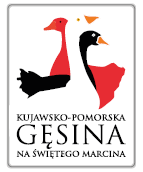 KUJAWSKO-POMORSKA
GĘSINA
NA ŚWIĘTEGO MARCINA